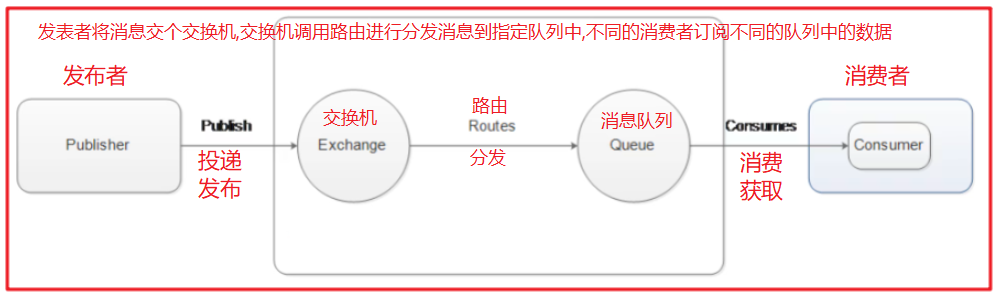 发表者将消息交个交换机,交换机调用路由进行分发消息到指定队列中,不同的消费者订阅不同的队列中的数据
发布者
消费者
Publisher
Publish
投递
发布
交换机
Exchange
路由
Routes
分发
消息队列
Queue
Consumes
消费
获取
Consumer